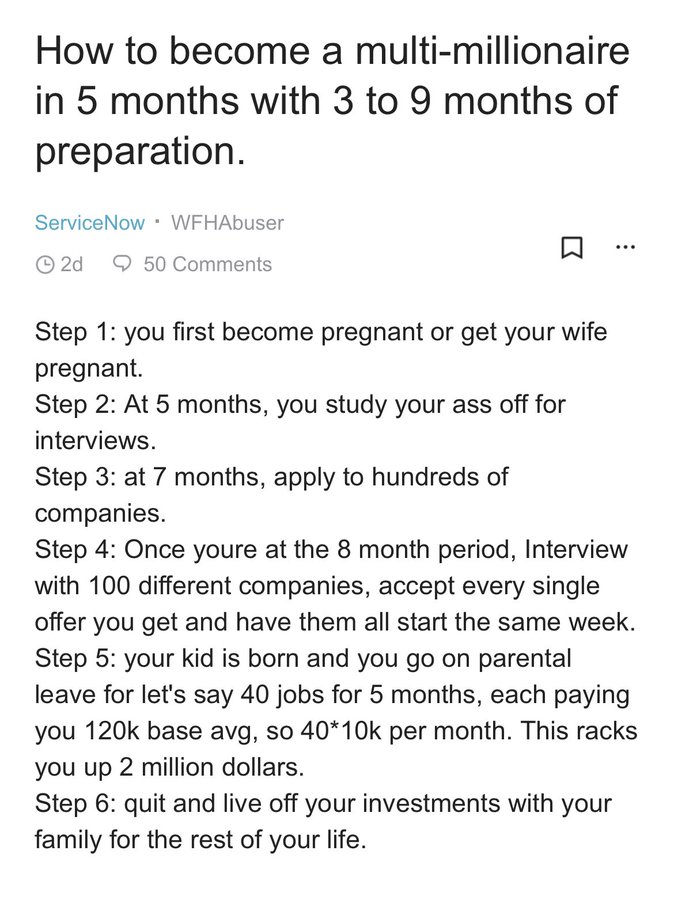 How to become a multi-millionaire
in 5 months with 3 to 9 months of
preparation.
ServiceNow · WFHAbuser
2d 50 Comments
Step 1: you first become pregnant or get your wife
pregnant.
Step 2: At 5 months, you study your ass off for
interviews.
Step 3: at 7 months, apply to hundreds of
companies.
Step 4: Once youre at the 8 month period, Interview
with 100 different companies, accept every single
offer you get and have them all start the same week.
Step 5: your kid is born and you go on parental
leave for let's say 40 jobs for 5 months, each paying
you 120k base avg, so 40*10k per month. This racks
you up 2 million dollars.
Step 6: quit and live off your investments with your
family for the rest of your life.